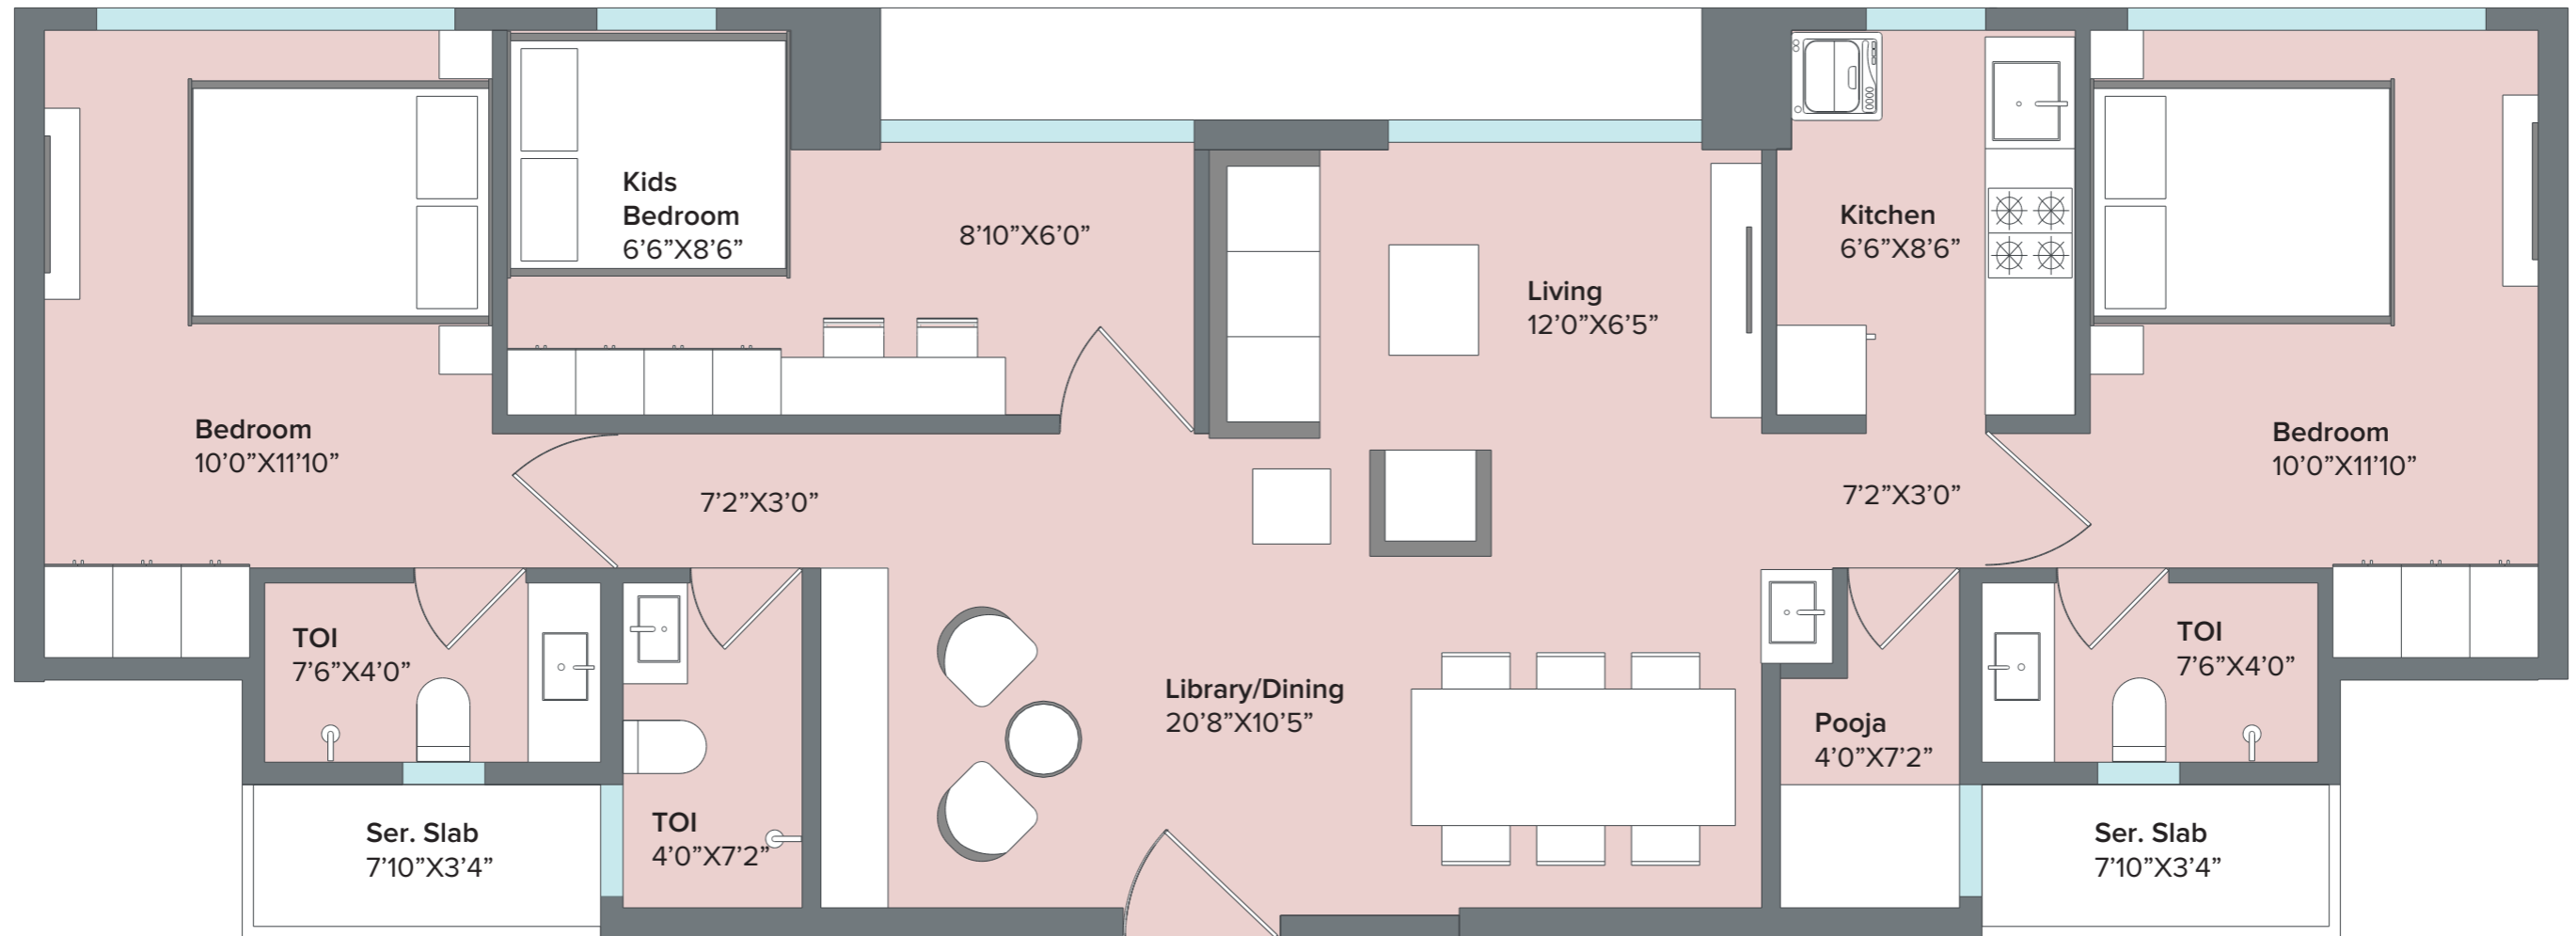 Kids
Bedroom
6’6”X8’6”
8’10”X6’0”
Living
12’0”X6’5”
Kitchen
6’6”X8’6”
Bedroom
10’0”X11’10”
Bedroom
10’0”X11’10”
7’2”X3’0”
7’2”X3’0”
TOI
7’6”X4’0”
TOI
4’0”X7’2”
Library/Dining
20’8”X10’5”
Pooja
4’0”X7’2”
TOI
7’6”X4’0”
Ser. Slab
7’10”X3’4”
Ser. Slab
7’10”X3’4”